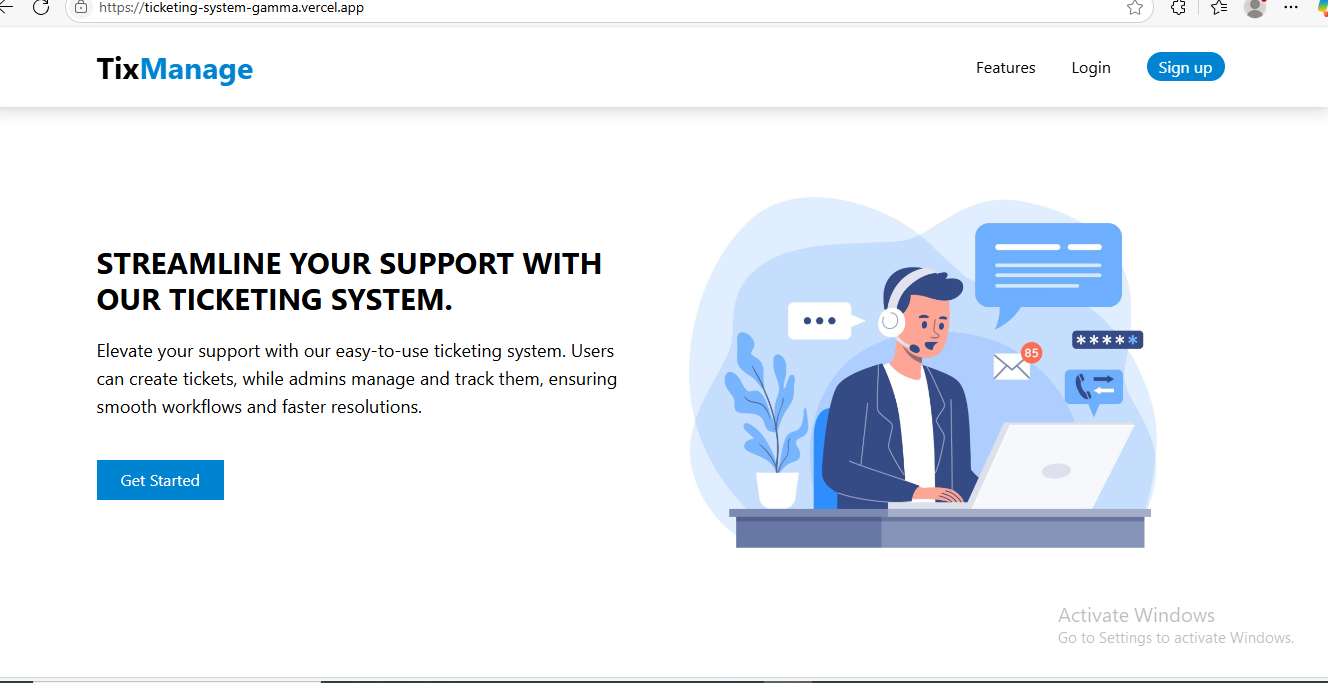 https://ticketing-system-gamma.vercel.app
TixManage
Features
Login
Sign up
STREAMLINE YOUR SUPPORT WITH
OUR TICKETING SYSTEM.
Elevate your support with our easy-to-use ticketing system. Users
can create tickets, while admins manage and track them, ensuring
smooth workflows and faster resolutions.
Get Started
85
*****
Activate Windows
Go to Settings to activate Windows.